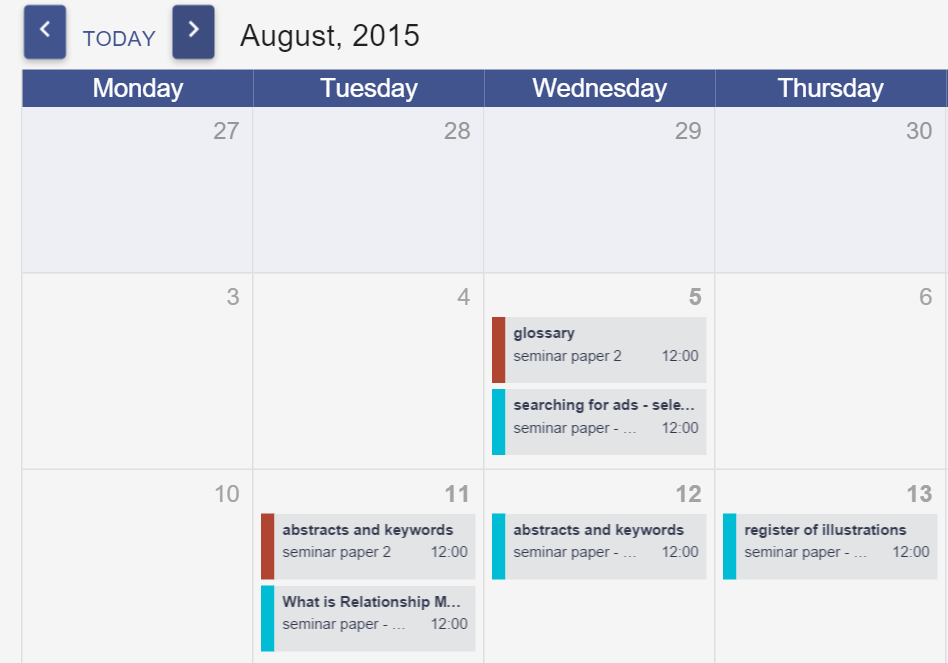 TODAY August, 2015
Monday Tuesday Wednesday Thursday
27 28 29 30
3 4 5 6
glossary
seminar paper 2 12:00
searching for ads - sele...
seminar paper - ... 12:00
10 11 12 13
abstracts and keywords
seminar paper 2 12:00
What is Relationship M...
seminar paper - ... 12:00
abstracts and keywords
seminar paper - ... 12:00
register of illustrations
seminar paper - ... 12:00